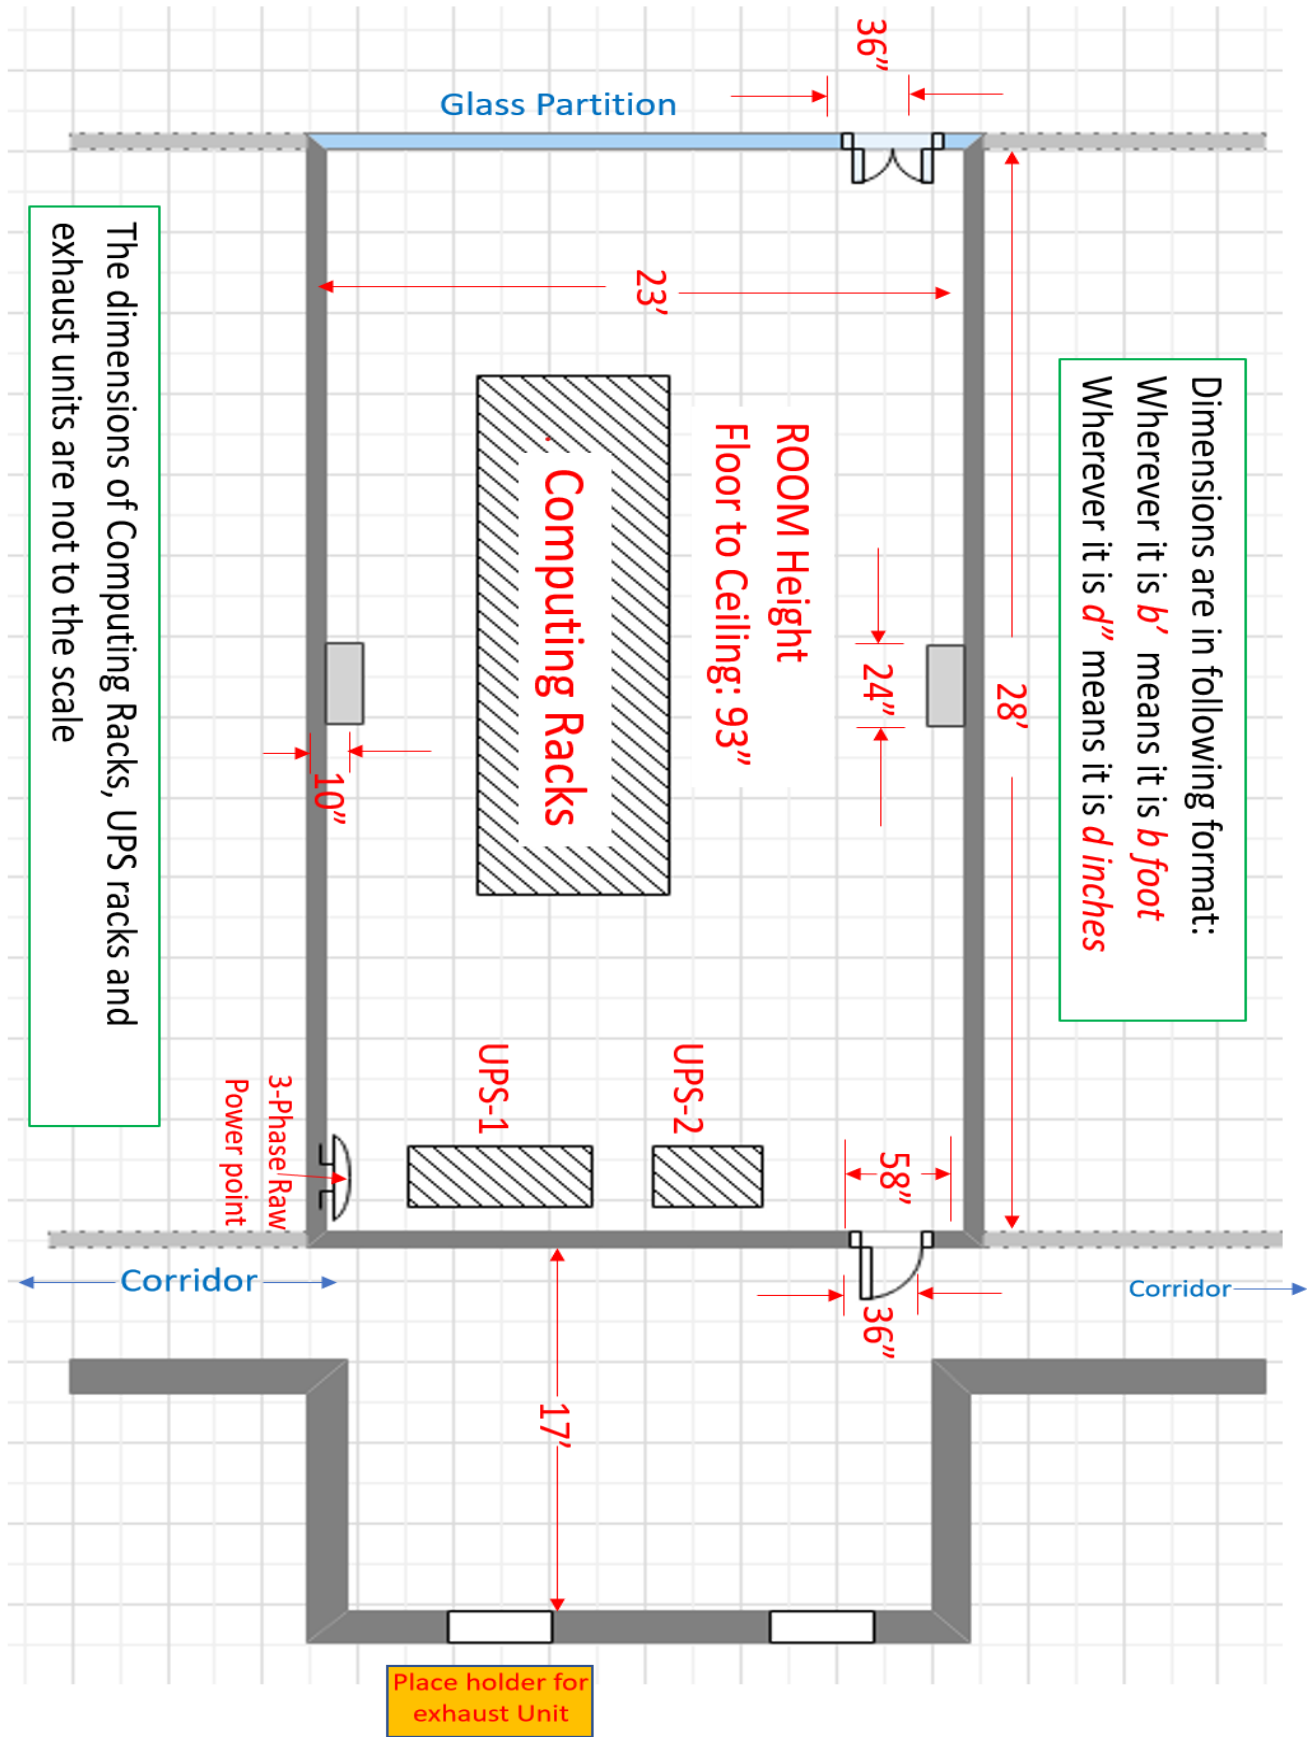 36”
Glass Partition
23’
The dimensions of Computing Racks, UPS racks and
exhaust units are not to the scale
Dimensions are in following format:
Wherever it is b’ means it is b foot
Wherever it is d” means it is d inches
ROOM Height
Floor to Ceiling: 93”
Computing Racks
24”
28’
10”
UPS-1
UPS-2
3-Phase Raw
Power point
58”
Corridor
Corridor
36”
17’
Place holder for
exhaust Unit